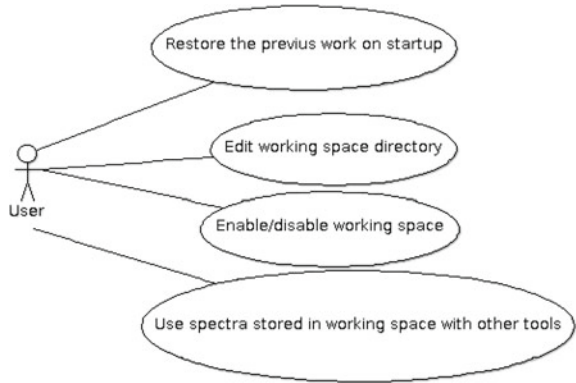 Restore the previus work on startup
Edit working space directory
User
Enable/disable working space
Use spectra stored in working space with other tools